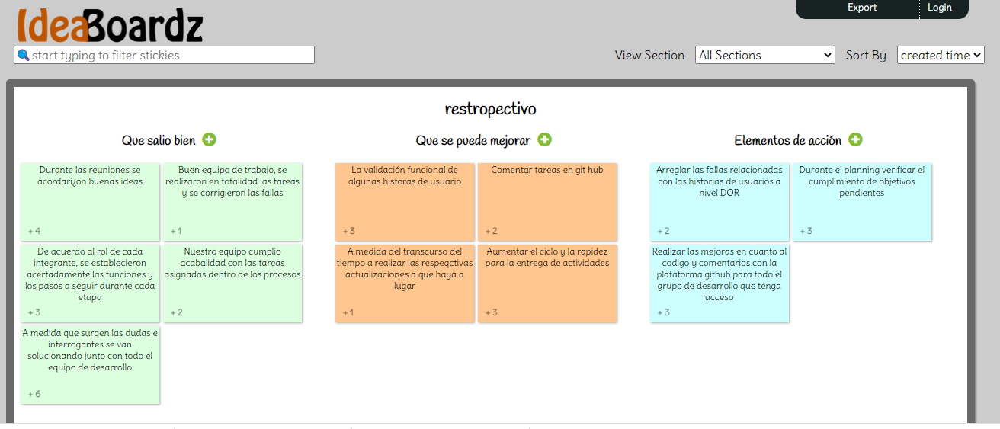 IdeaBoardz
Export
Login
start typing to filter stickies
View Section
All Sections
Sort By
created time
restropectivo
Que salio bien
Durante las reuniones se
acordari¿on buenas ideas
+ 4
Buen equipo de trabajo, se
realizaron en totalidad las tareas
y se corrigieron las fallas
+ 1
De acuerdo al rol de cada
integrante, se establecieron
acertadamente las funciones y
los pasos a seguir durante cada
etapa
+ 3
Nuestro equipo cumplio
acabalidad con las tareas
asignadas dentro de los procesos
+ 2
A medida que surgen las dudas e
interrogantes se van
solucionando junto con todo el
equipo de desarrollo
+ 6
Que se puede mejorar
La validación funcional de
algunas historas de usuario
+ 3
Comentar tareas en git hub
+ 2
A medida del transcurso del
tiempo a realizar las respeqctivas
actualizaciones a que haya a
lugar
+ 1
Aumentar el ciclo y la rapidez
para la entrega de actividades
+ 3
Elementos de acción
Arreglar las fallas relacionadas
con las historias de usuarios a
nivel DOR
+ 2
Durante el planning verificar el
cumplimiento de objetivos
pendientes
+ 3
Realizar las mejoras en cuanto al
codigo y comentarios con la
plataforma github para todo el
grupo de desarrollo que tenga
acceso
+ 3